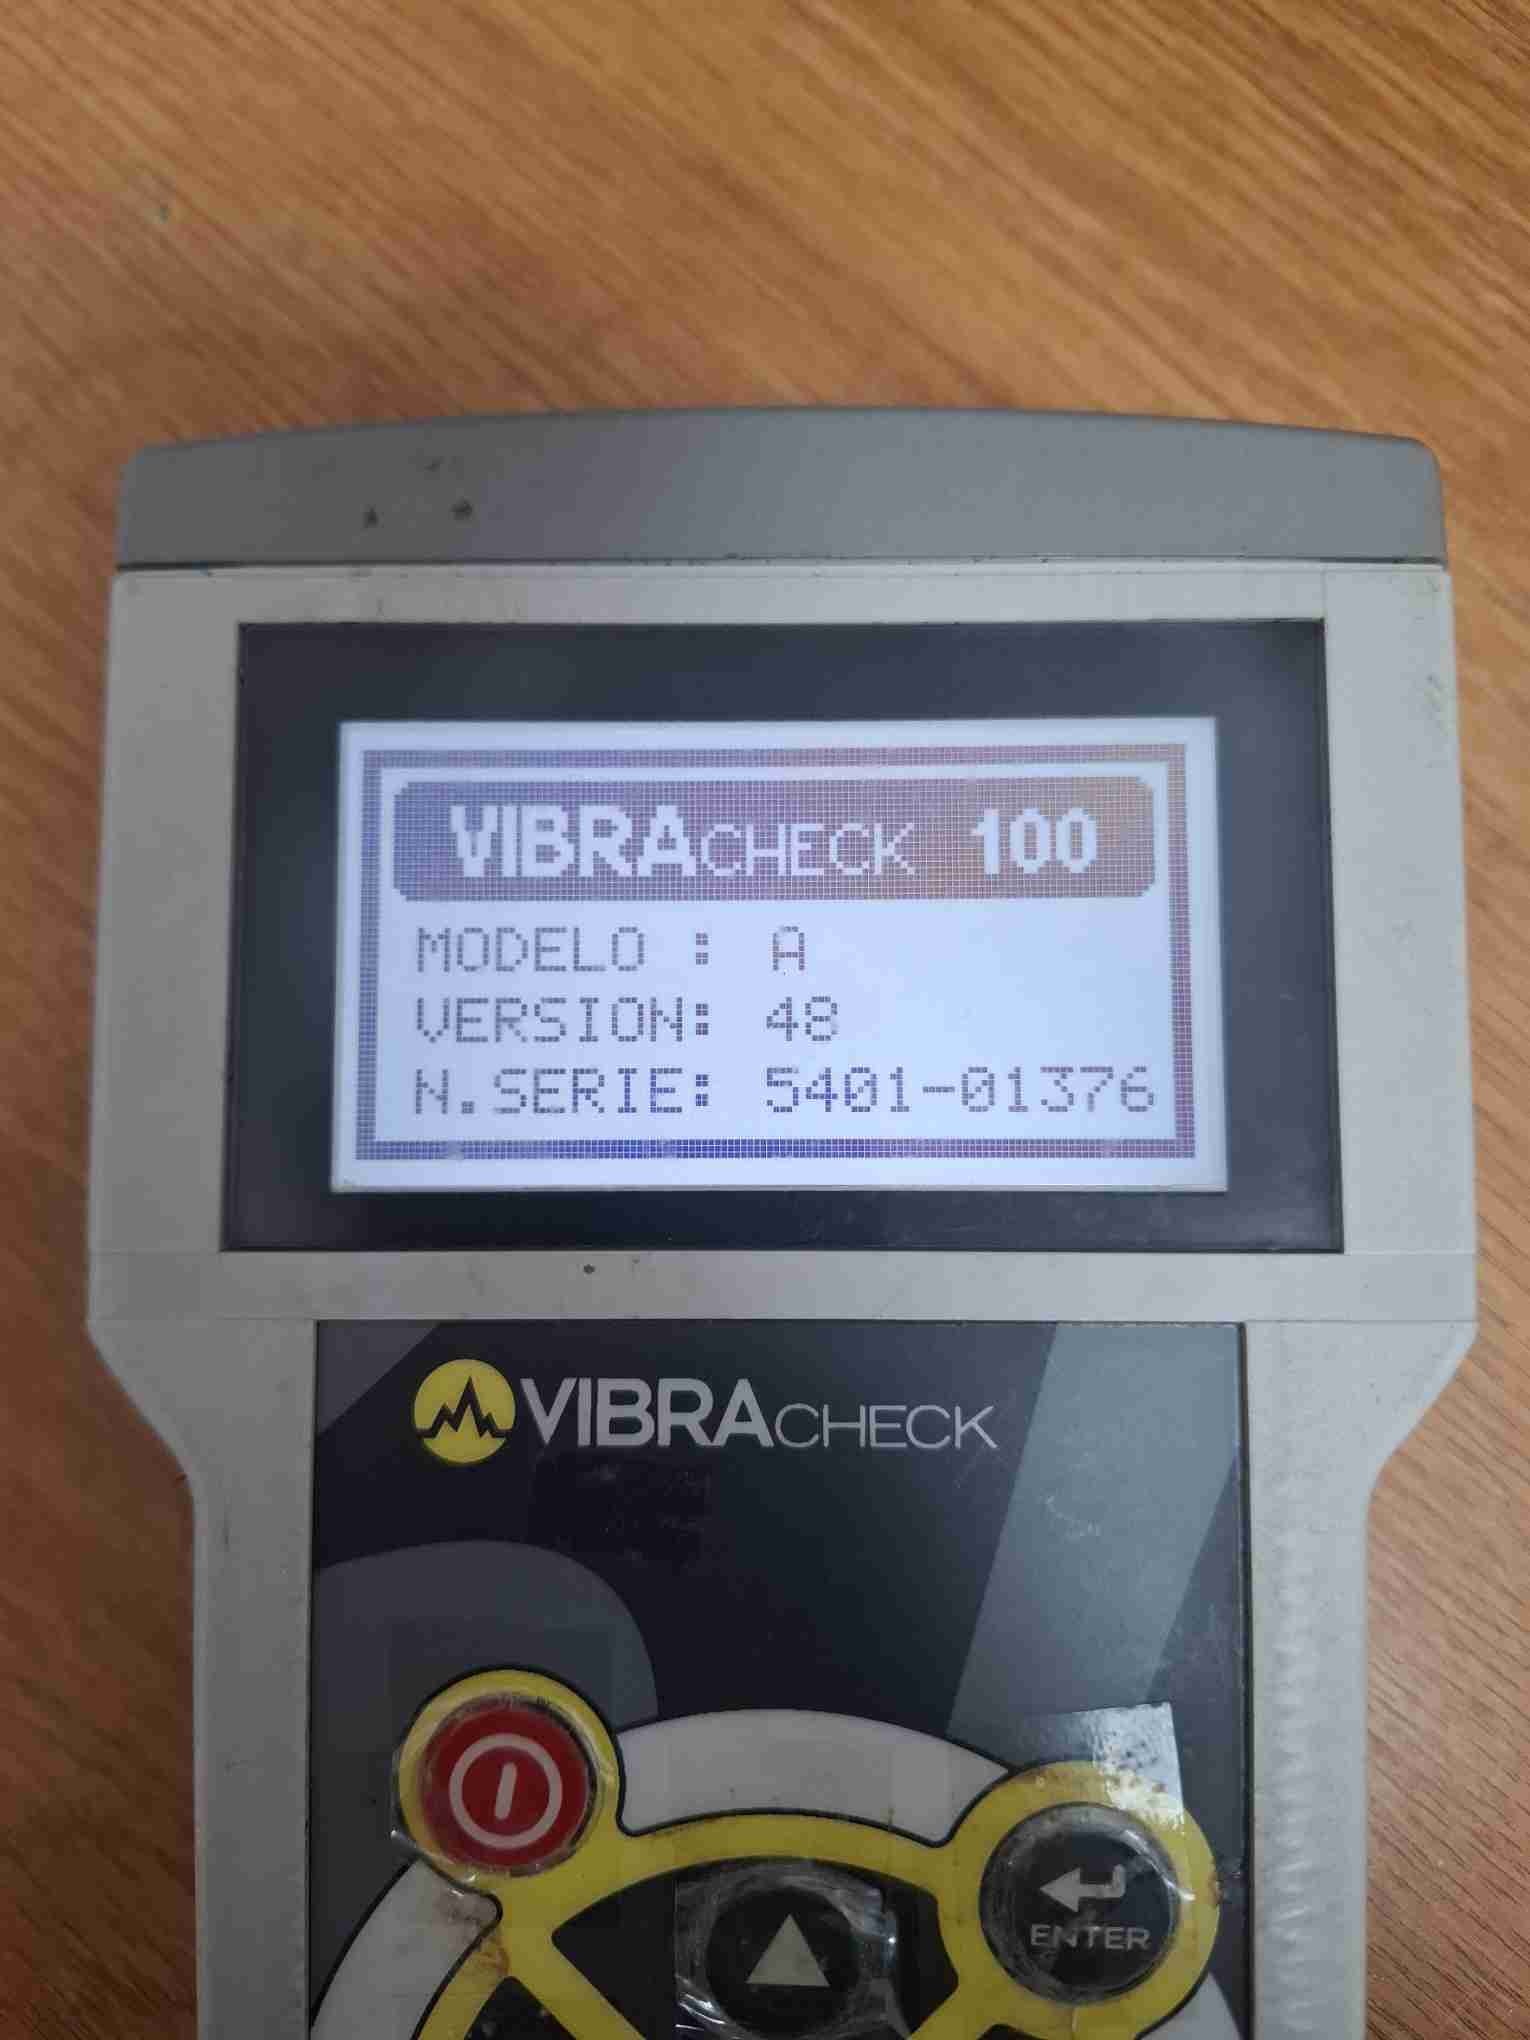 VIBRACHECK 100
MODELO : A
VERSION: 48
N.SERIE: 5401-01376
VIBRACHECK
ENTER